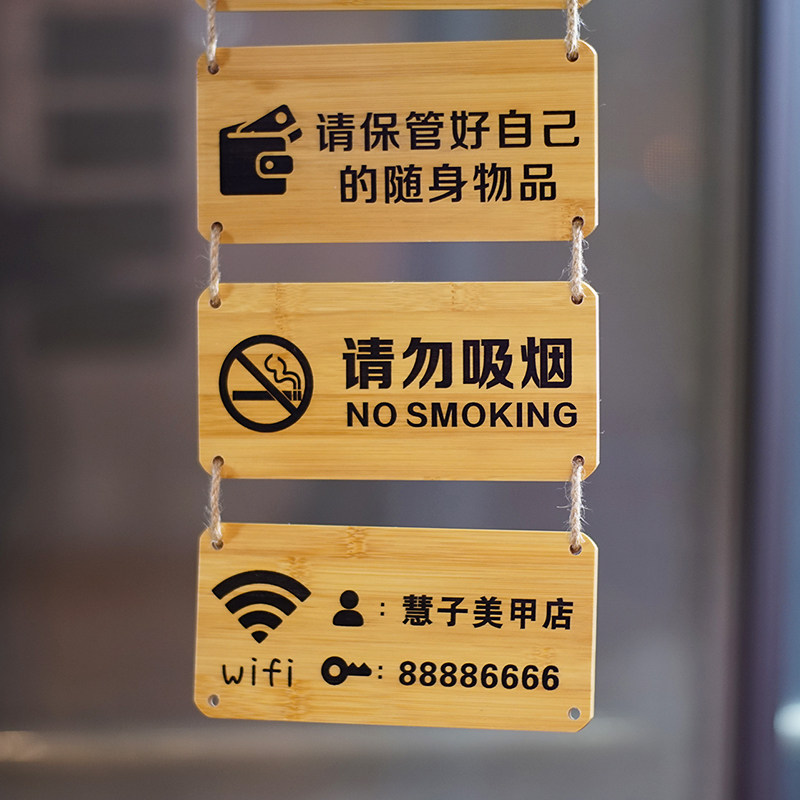 请保管好自己
的随身物品
请勿吸烟
NO SMOKING
：慧子美甲店
wifi
：88886666